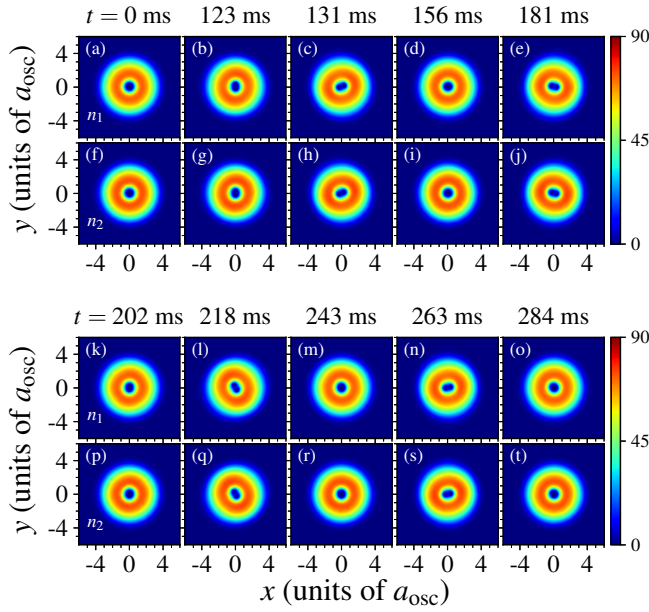 t = 0 ms 123 ms 131 ms 156 ms 181 ms
4 (a) (b) (c) (d) (e) 90
0
-4 n1
45
4 (f) (g) (h) (i) (j)
0
-4 n2
0
-4 0 4 -4 0 4 -4 0 4 -4 0 4 -4 0 4
y (units of aosc)
t = 202 ms 218 ms 243 ms 263 ms 284 ms
4 (k) (l) (m) (n) (o) 90
0
-4 n1
45
4 (p) (q) (r) (s) (t)
0
-4 n2
0
-4 0 4 -4 0 4 -4 0 4 -4 0 4 -4 0 4
y (units of aosc)
x (units of aosc)